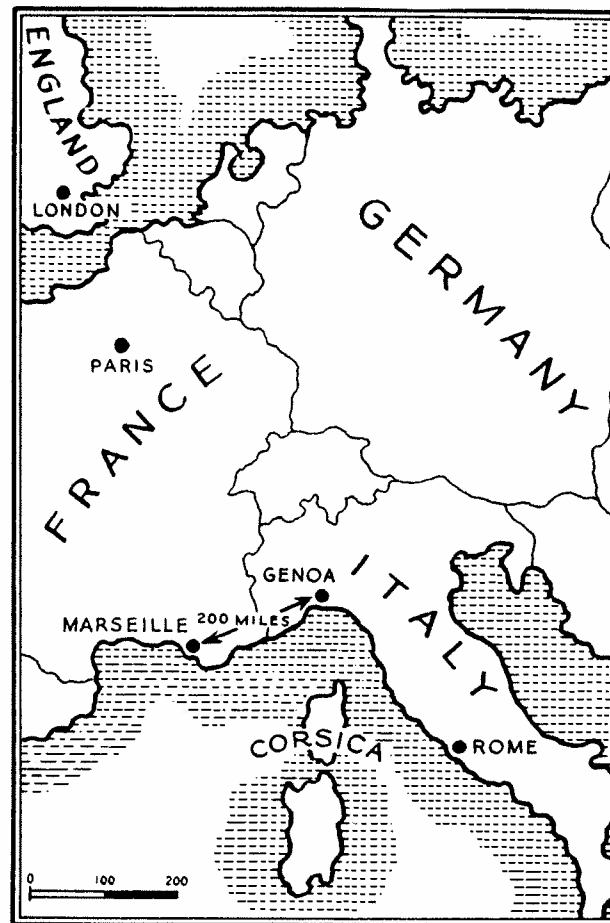 ENGLAND
LONDON
GERMANY
PARIS
FRANCE
GENOA
ITALY
MARSEILLE
200 MILES
CORSICA
ROME
0 100 200